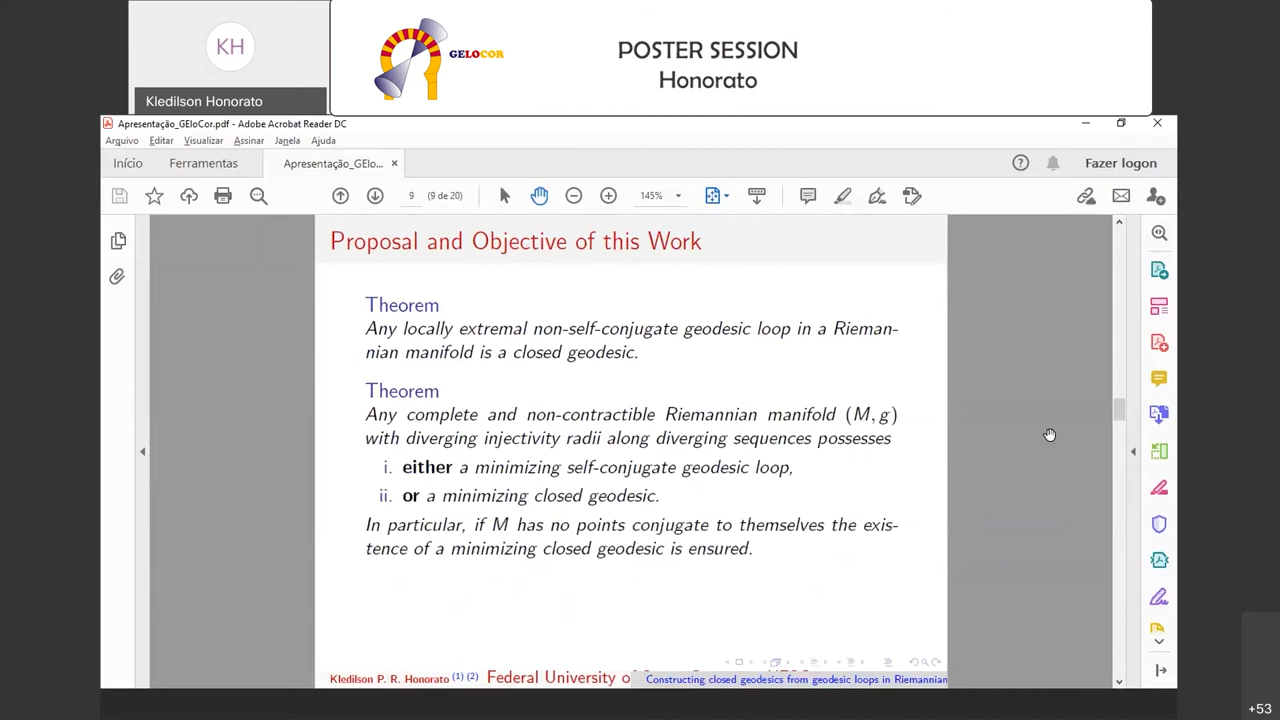 KH
Kledilson Honorato
GELOCOR
POSTER SESSION
Honorato
Apresentação_GEloCor.pdf - Adobe Acrobat Reader DC
Arquivo Editar Visualizar Assinar Janela Ajuda
Início Ferramentas Apresentação_GElo... × Fazer logon
9 (9 de 20) 145%
Proposal and Objective of this Work
Theorem
Any locally extremal non-self-conjugate geodesic loop in a Rieman-
nian manifold is a closed geodesic.
Theorem
Any complete and non-contractible Riemannian manifold (M, g)
with diverging injectivity radii along diverging sequences possesses
i. either a minimizing self-conjugate geodesic loop,
ii. or a minimizing closed geodesic.
In particular, if M has no points conjugate to themselves the exis-
tence of a minimizing closed geodesic is ensured.
Kledilson P. R. Honorato (1) (2) Federal University o Constructing closed geodesics from geodesic loops in Riemannian
+53